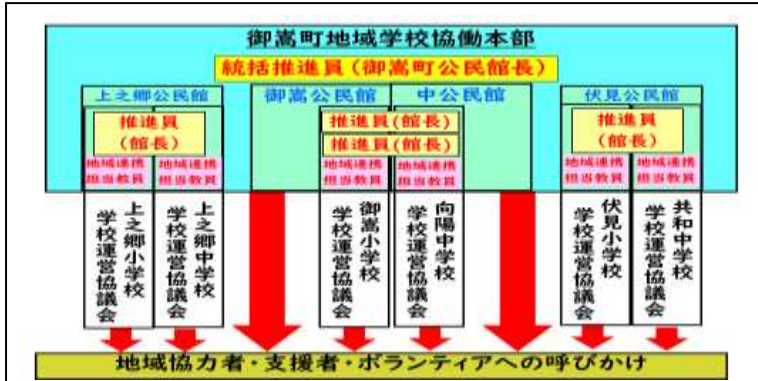 御嵩町地域学校協働本部
統括推進員(御嵩町公民館長)
上之郷公民館
御嵩公民館
中公民館
伏見公民館
推進員
(館長)
推進員(館長)
推進員(館長)
推進員
(館長)
地域連携
担当教員
地域連携
担当教員
地域連携
担当教員
地域連携
担当教員
地域連携
担当教員
地域連携
担当教員
上之郷小学校
学校運営協議会
上之郷中学校
学校運営協議会
御嵩小学校
学校運営協議会
向陽中学校
学校運営協議会
伏見小学校
学校運営協議会
共和中学校
学校運営協議会
地域協力者・支援者・ボランティアへの呼びかけ